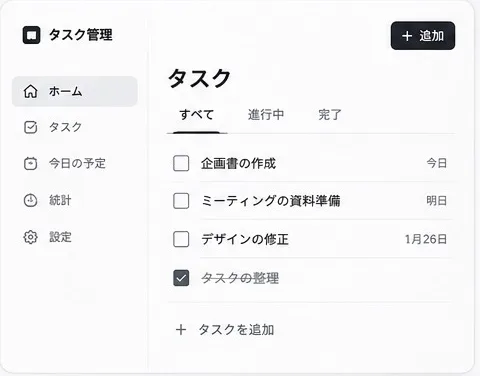 タスク管理
ホーム
タスク
今日の予定
統計
設定
追加
タスク
すべて 進行中 完了
企画書の作成 今日
ミーティングの資料準備 明日
デザインの修正 1月26日
タスクの整理
タスクを追加